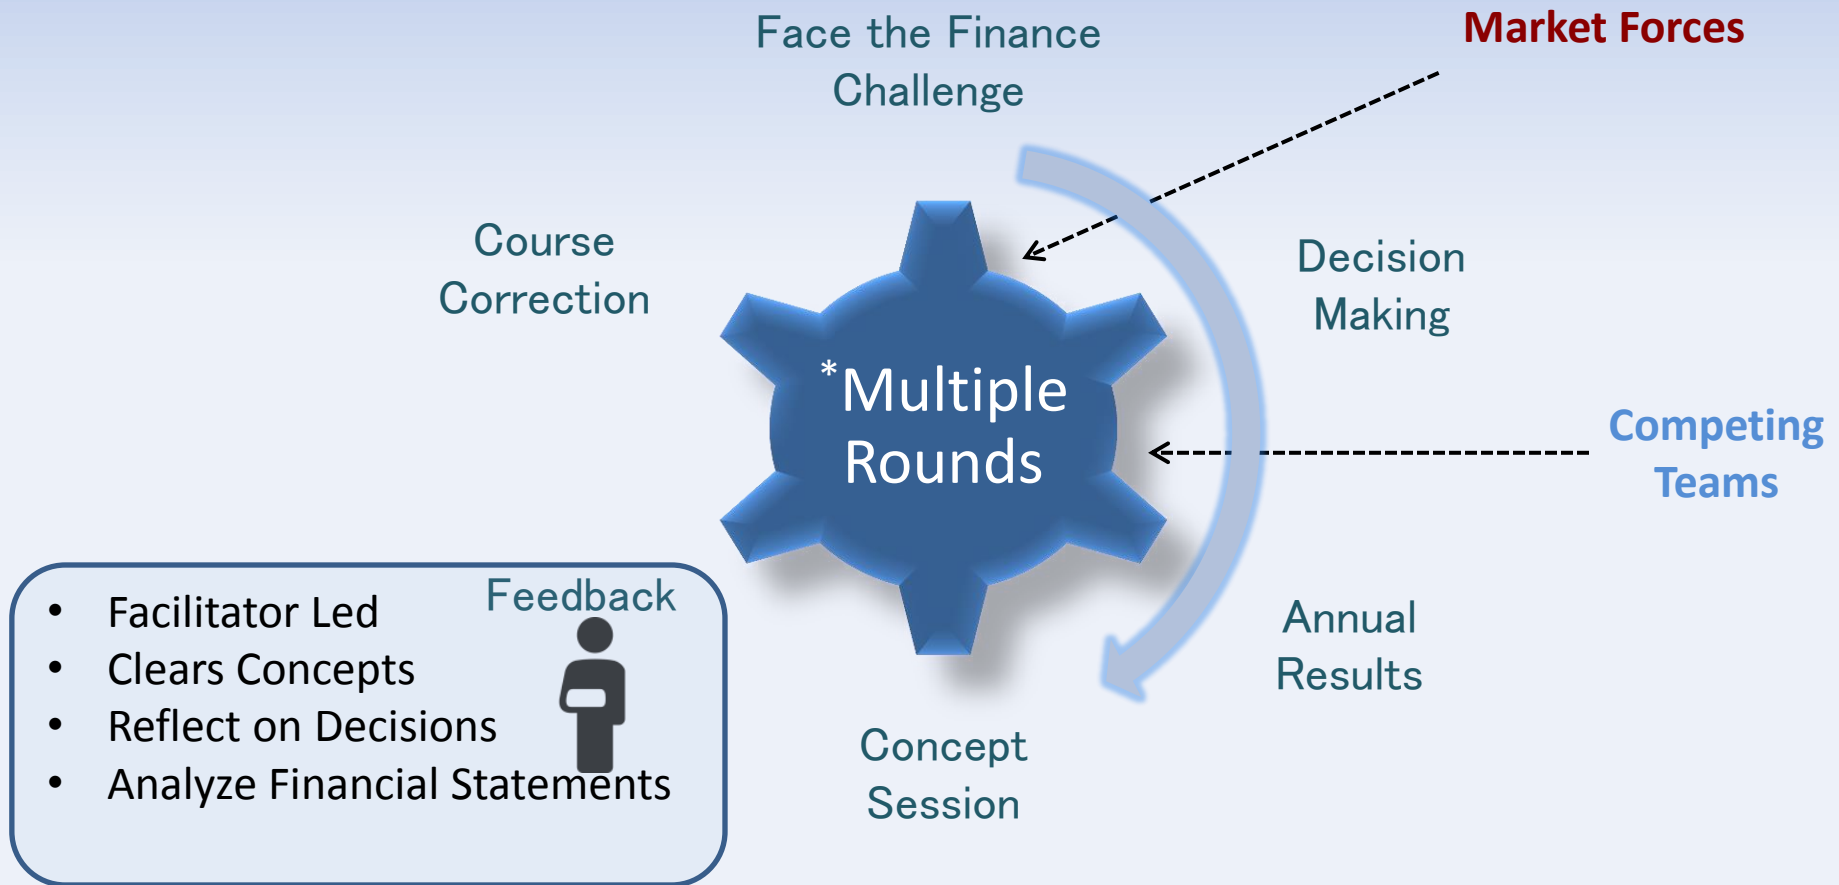 Face the Finance
Challenge
Market Forces
Decision
Making
Competing
Teams
Annual
Results
Concept
Session
Feedback
• Facilitator Led
• Clears Concepts
• Reflect on Decisions
• Analyze Financial Statements
Course
Correction
*Multiple
Rounds